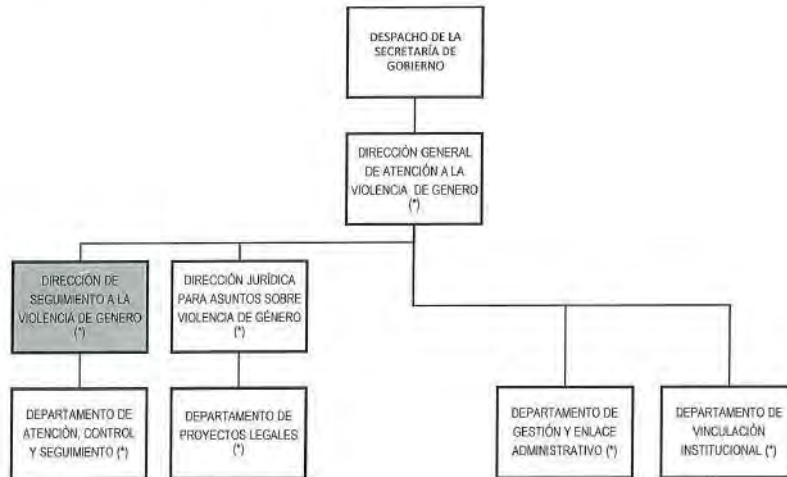 DESPACHO DE LA
SECRETARÍA DE
GOBIERNO
DIRECCIÓN GENERAL
DE ATENCIÓN A LA
VIOLENCIA DE GENERO
(*)
DIRECCIÓN DE
SEGUIMIENTO A LA
VIOLENCIA DE GENERO
(*)
DIRECCIÓN JURÍDICA
PARA ASUNTOS SOBRE
VIOLENCIA DE GÉNERO
(*)
DEPARTAMENTO DE
ATENCIÓN, CONTROL
Y SEGUIMIENTO (*)
DEPARTAMENTO DE
PROYECTOS LEGALES
(*)
DEPARTAMENTO DE
GESTIÓN Y ENLACE
ADMINISTRATIVO (*)
DEPARTAMENTO DE
VINCULACIÓN
INSTITUCIONAL (*)